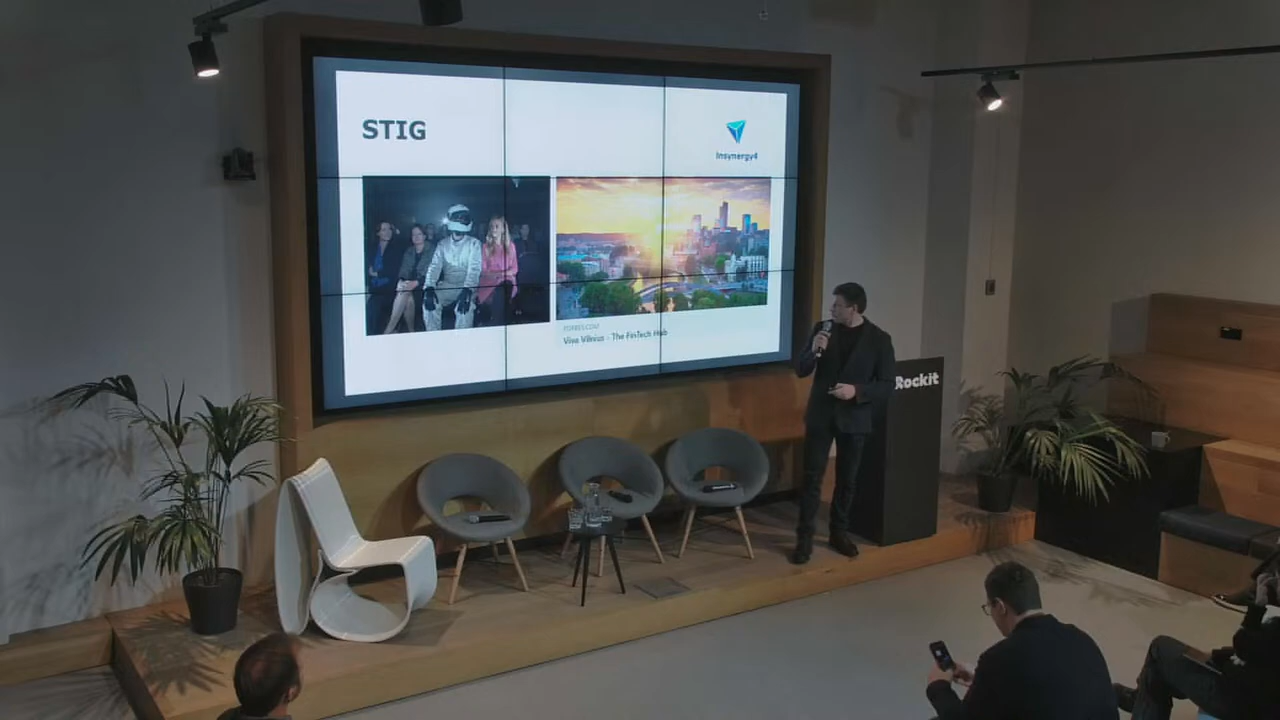 STIG
Insynergy4
FORBES.COM
Viva Vilnius - The FinTech Hub
Rockit